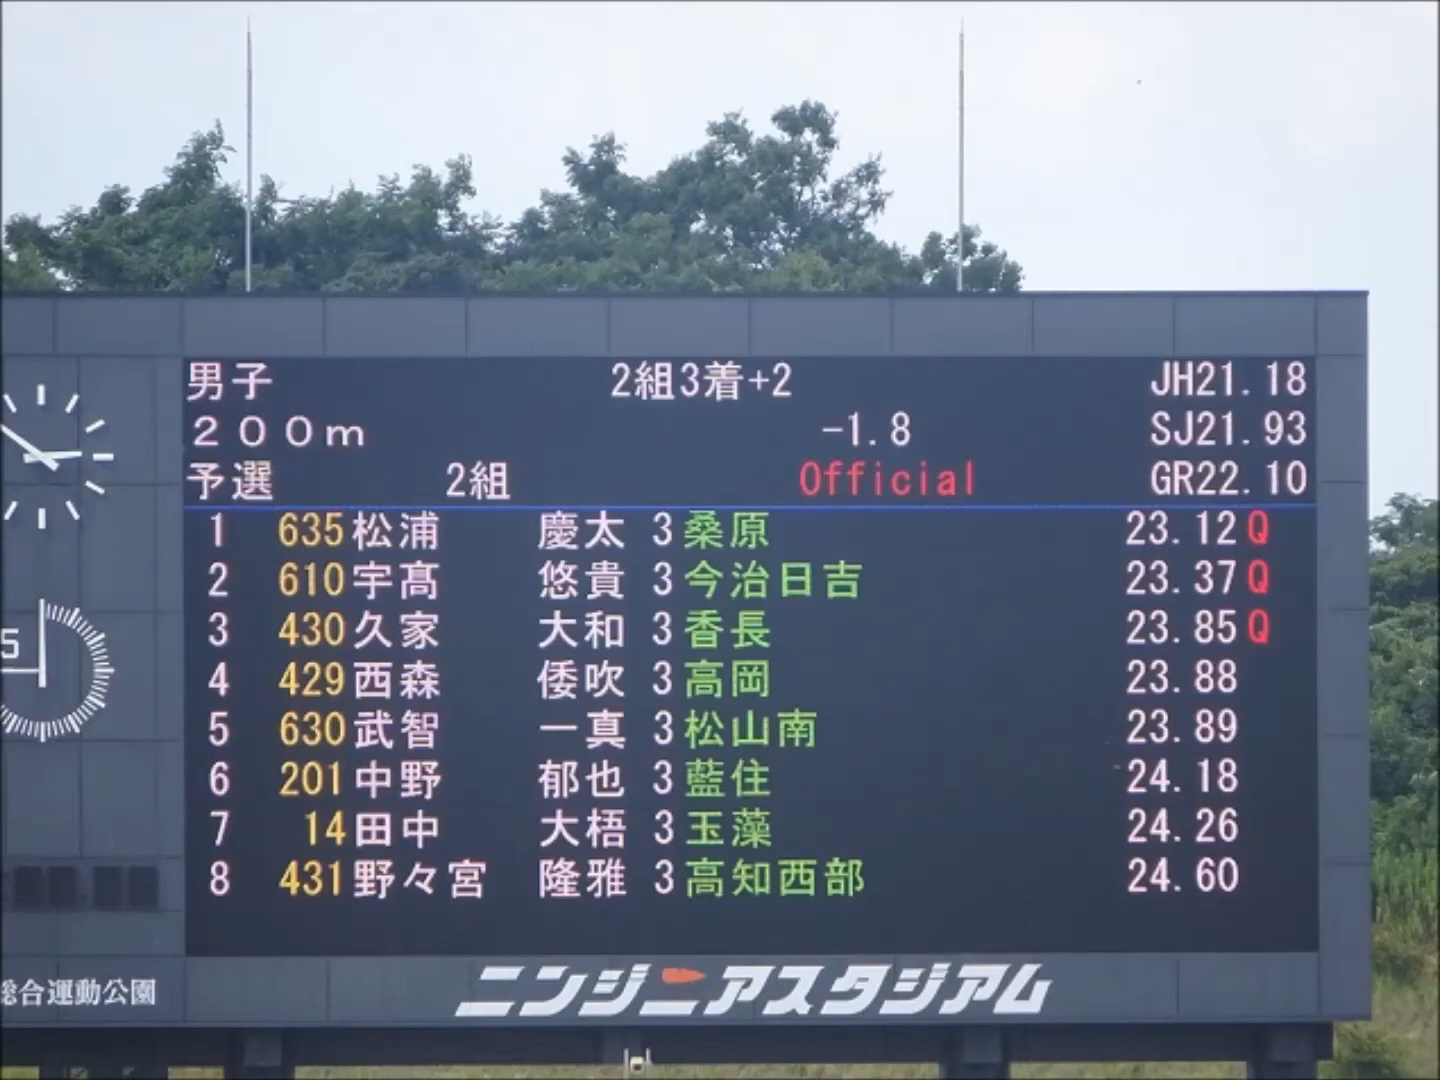 男子 2組3着+2 JH21.18
200m -1.8 SJ21.93
予選 2組 Official GR22.10
1 635 松浦 慶太 3 桑原 23.12 Q
2 610 宇髙 悠貴 3 今治日吉 23.37 Q
3 430 久家 大和 3 香長 23.85 Q
4 429 西森 倭吹 3 高岡 23.88
5 630 武智 一真 3 松山南 23.89
6 201 中野 郁也 3 藍住 24.18
7 14 田中 大梧 3 玉藻 24.26
8 431 野々宮 隆雅 3 高知西部 24.60
5
総合運動公園
ニンジニアスタジアム